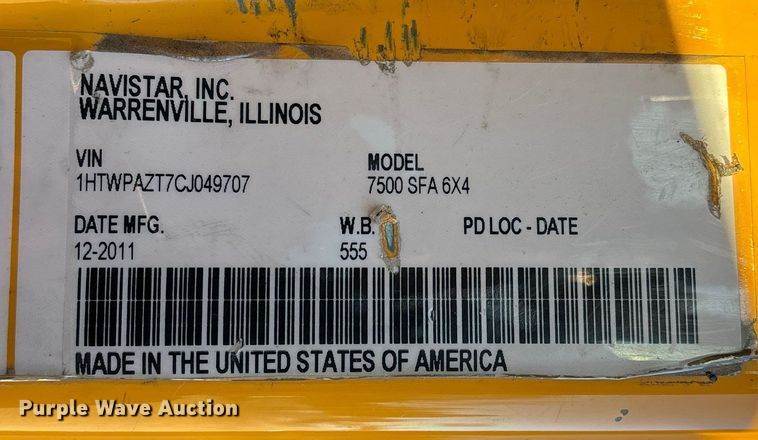 NAVISTAR, INC.
WARRENVILLE, ILLINOIS
VIN MODEL
1HTWPAZT7CJ049707 7500 SFA 6X4
DATE MFG. W.B. PD LOC - DATE
12-2011 555
MADE IN THE UNITED STATES OF AMERICA
Purple Wave Auction